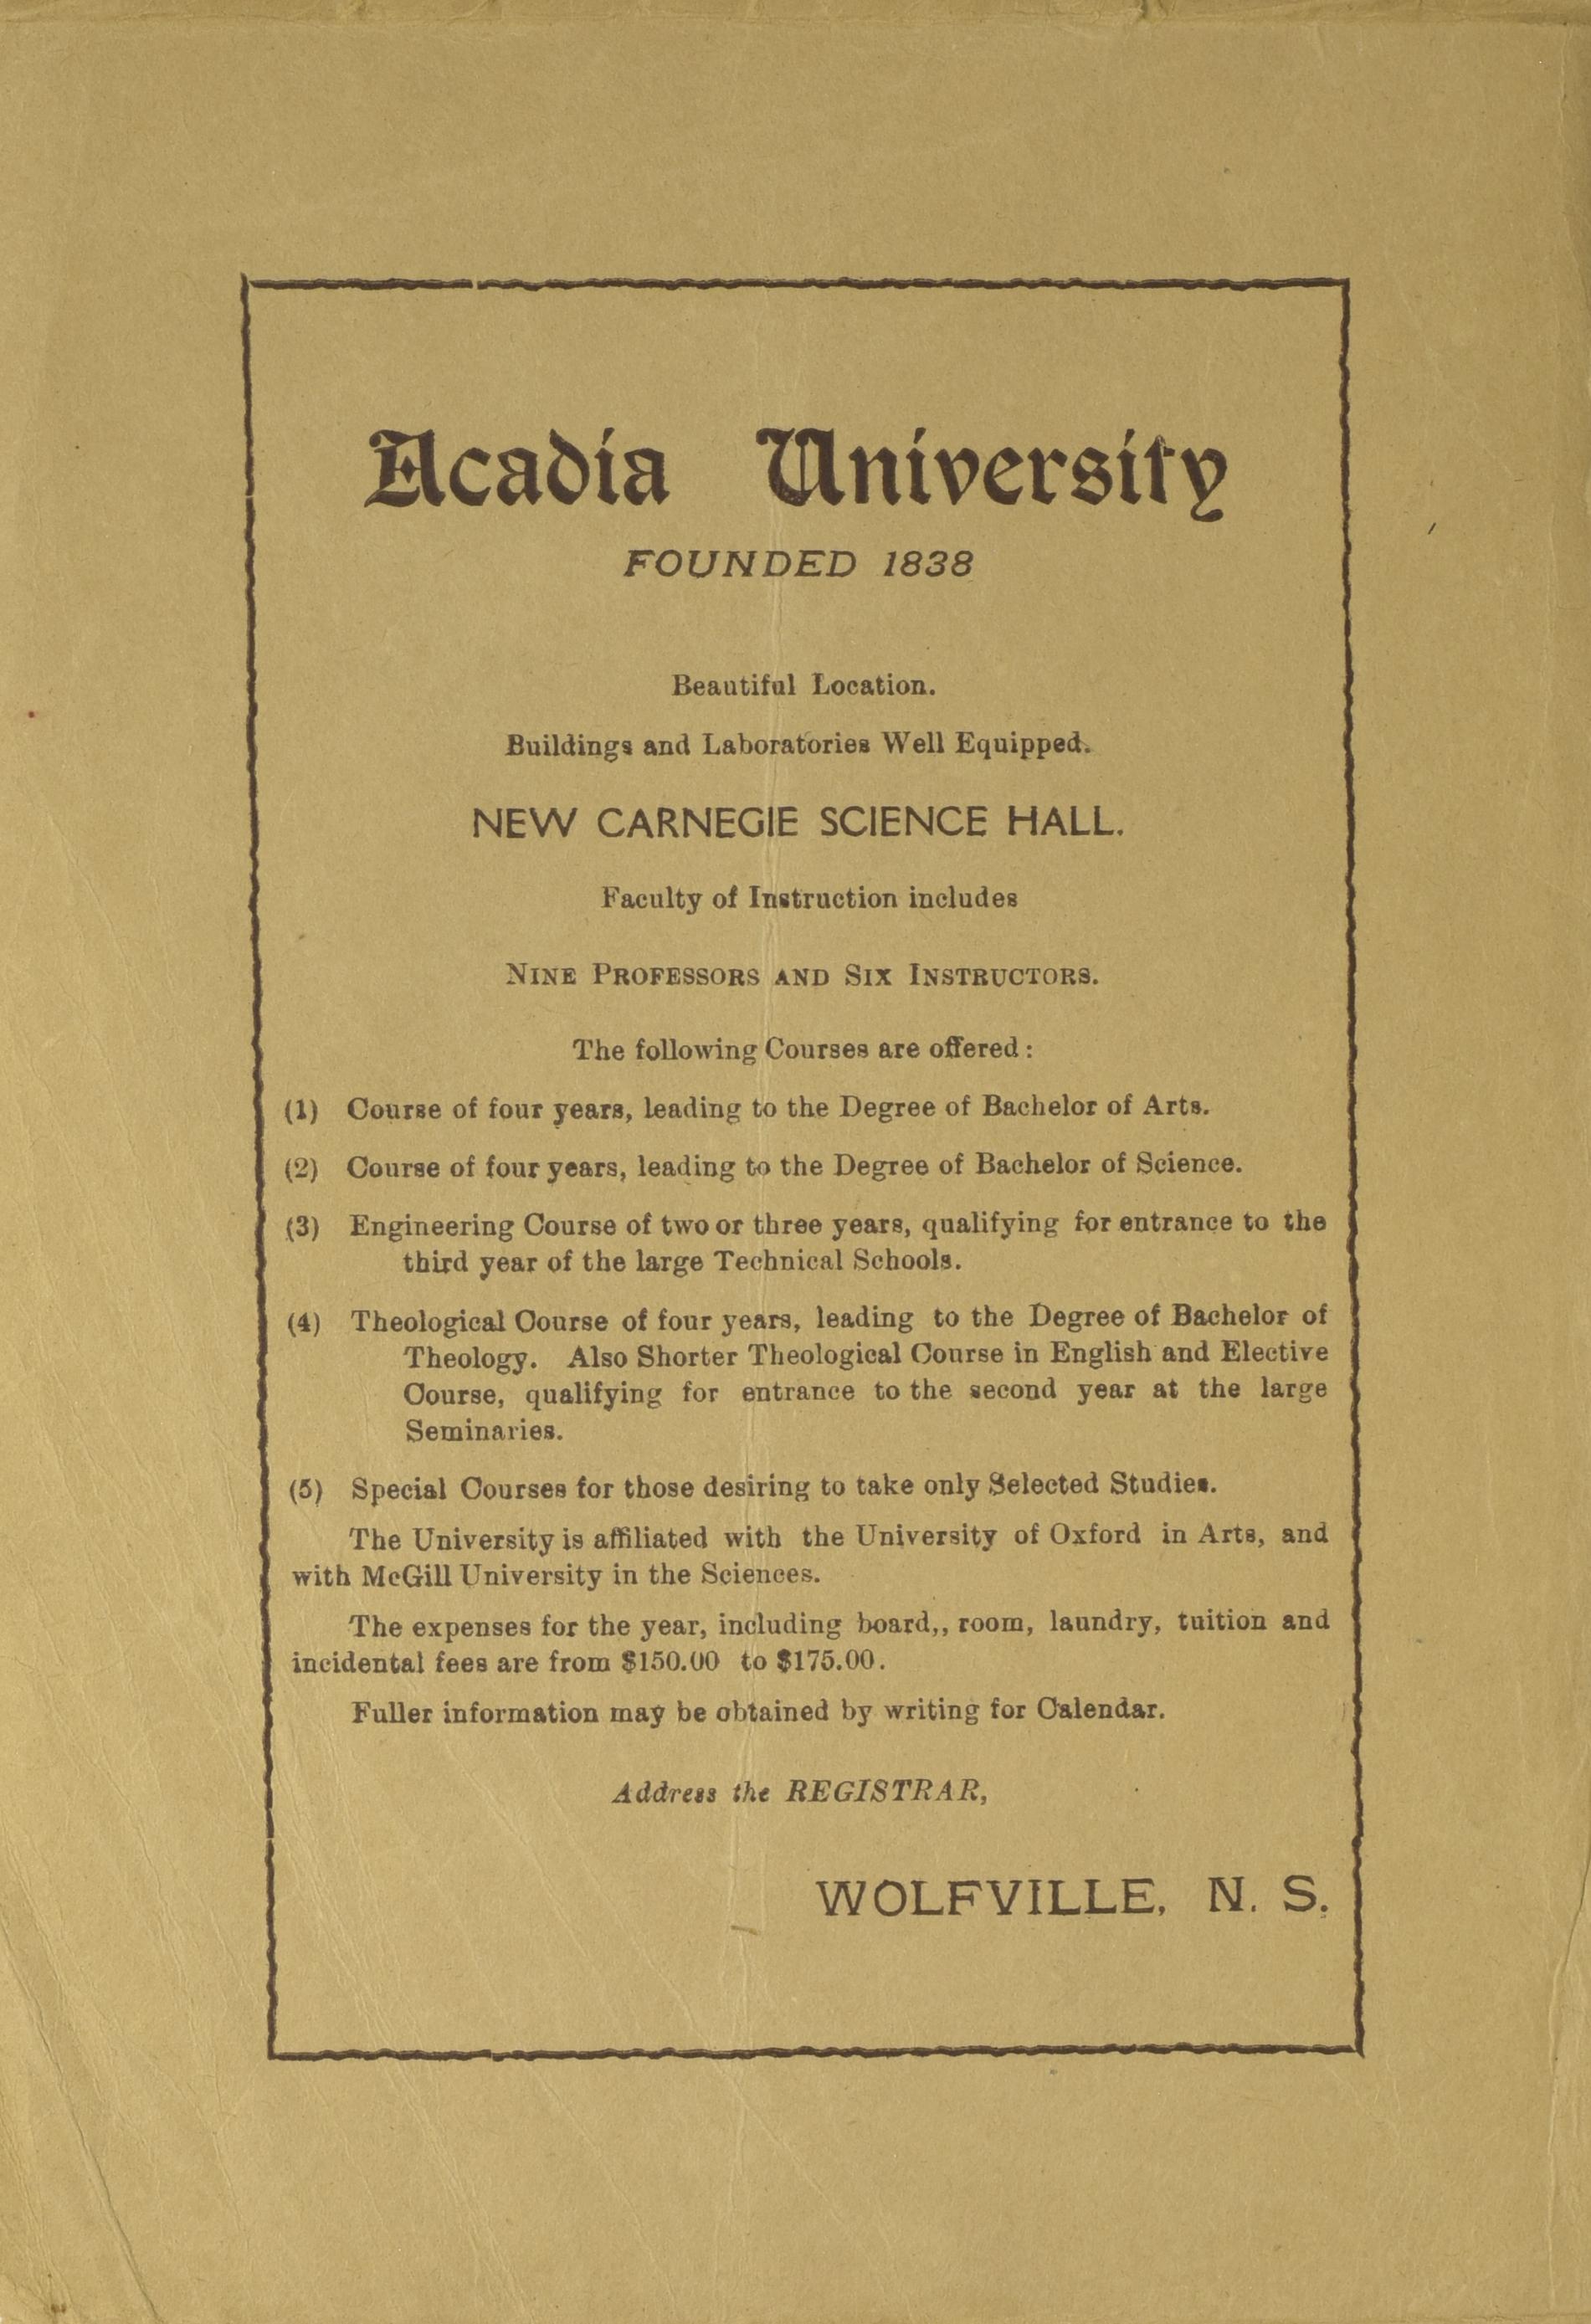 Acadia University
FOUNDED 1838
Beautiful Location.
Buildings and Laboratories Well Equipped.
NEW CARNEGIE SCIENCE HALL.
Faculty of Instruction includes
NINE PROFESSORS AND SIX INSTRUCTORS.
The following Courses are offered:
(1) Course of four years, leading to the Degree of Bachelor of Arts.
(2) Course of four years, leading to the Degree of Bachelor of Science.
(3) Engineering Course of two or three years, qualifying for entrance to the
third year of the large Technical Schools.
(4) Theological Course of four years, leading to the Degree of Bachelor of
Theology. Also Shorter Theological Course in English and Elective
Course, qualifying for entrance to the second year at the large
Seminaries.
(5) Special Courses for those desiring to take only Selected Studies.
The University is affiliated with the University of Oxford in Arts, and
with McGill University in the Sciences.
The expenses for the year, including board,, room, laundry, tuition and
incidental fees are from $150.00 to $175.00.
Fuller information may be obtained by writing for Calendar.
Address the REGISTRAR,
WOLFVILLE, N. S.